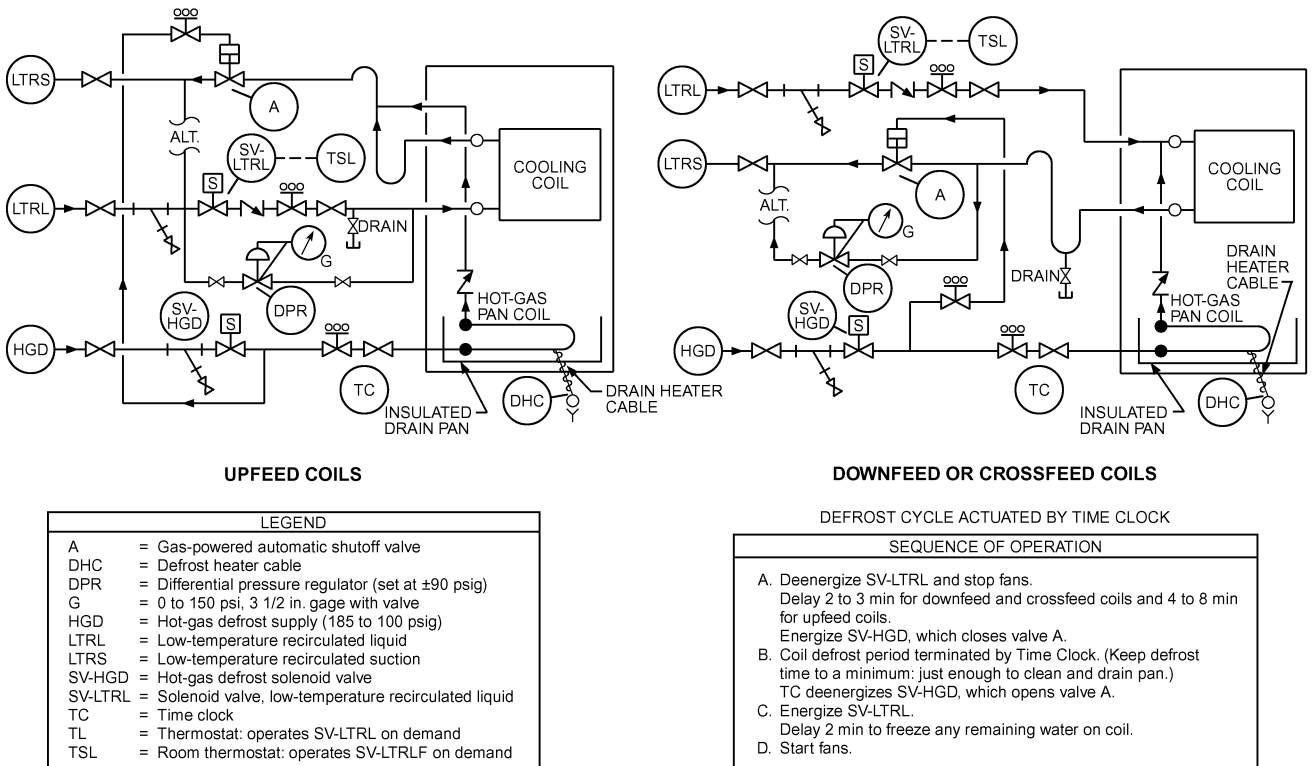 LTRS
A
ALT.
SV-
LTRL
TSL
LTRL
S
DRAIN
G
DPR
COOLING
COIL
SV-
HGD
S
HOT-GAS
PAN COIL
HGD
TC
INSULATED
DRAIN PAN
DHC
DRAIN HEATER
CABLE
UPFEED COILS
SV-
LTRL
TSL
S
LTRL
LTRS
A
ALT.
G
DPR
DRAIN
COOLING
COIL
DRAIN
HEATER
CABLE
SV-
HGD
S
HOT-GAS
PAN COIL
HGD
TC
INSULATED
DRAIN PAN
DHC
DOWNFEED OR CROSSFEED COILS
LEGEND
A = Gas-powered automatic shutoff valve
DHC = Defrost heater cable
DPR = Differential pressure regulator (set at ±90 psig)
G = 0 to 150 psi, 3 1/2 in. gage with valve
HGD = Hot-gas defrost supply (185 to 100 psig)
LTRL = Low-temperature recirculated liquid
LTRS = Low-temperature recirculated suction
SV-HGD = Hot-gas defrost solenoid valve
SV-LTRL = Solenoid valve, low-temperature recirculated liquid
TC = Time clock
TL = Thermostat: operates SV-LTRL on demand
TSL = Room thermostat: operates SV-LTRLF on demand
DEFROST CYCLE ACTUATED BY TIME CLOCK
SEQUENCE OF OPERATION
A. Deenergize SV-LTRL and stop fans.
Delay 2 to 3 min for downfeed and crossfeed coils and 4 to 8 min
for upfeed coils.
Energize SV-HGD, which closes valve A.
B. Coil defrost period terminated by Time Clock. (Keep defrost
time to a minimum: just enough to clean and drain pan.)
TC deenergizes SV-HGD, which opens valve A.
C. Energize SV-LTRL.
Delay 2 min to freeze any remaining water on coil.
D. Start fans.